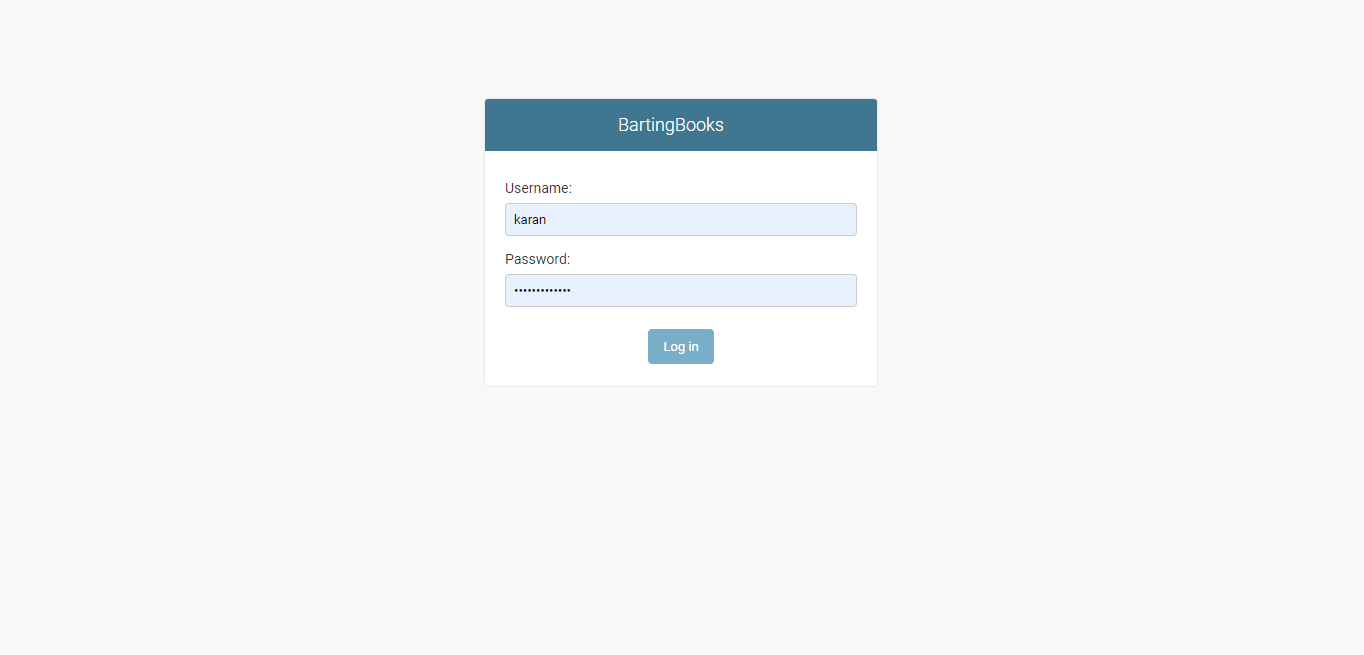 BartingBooks
Username:
karan
Password:
•••••••••••••
Log in